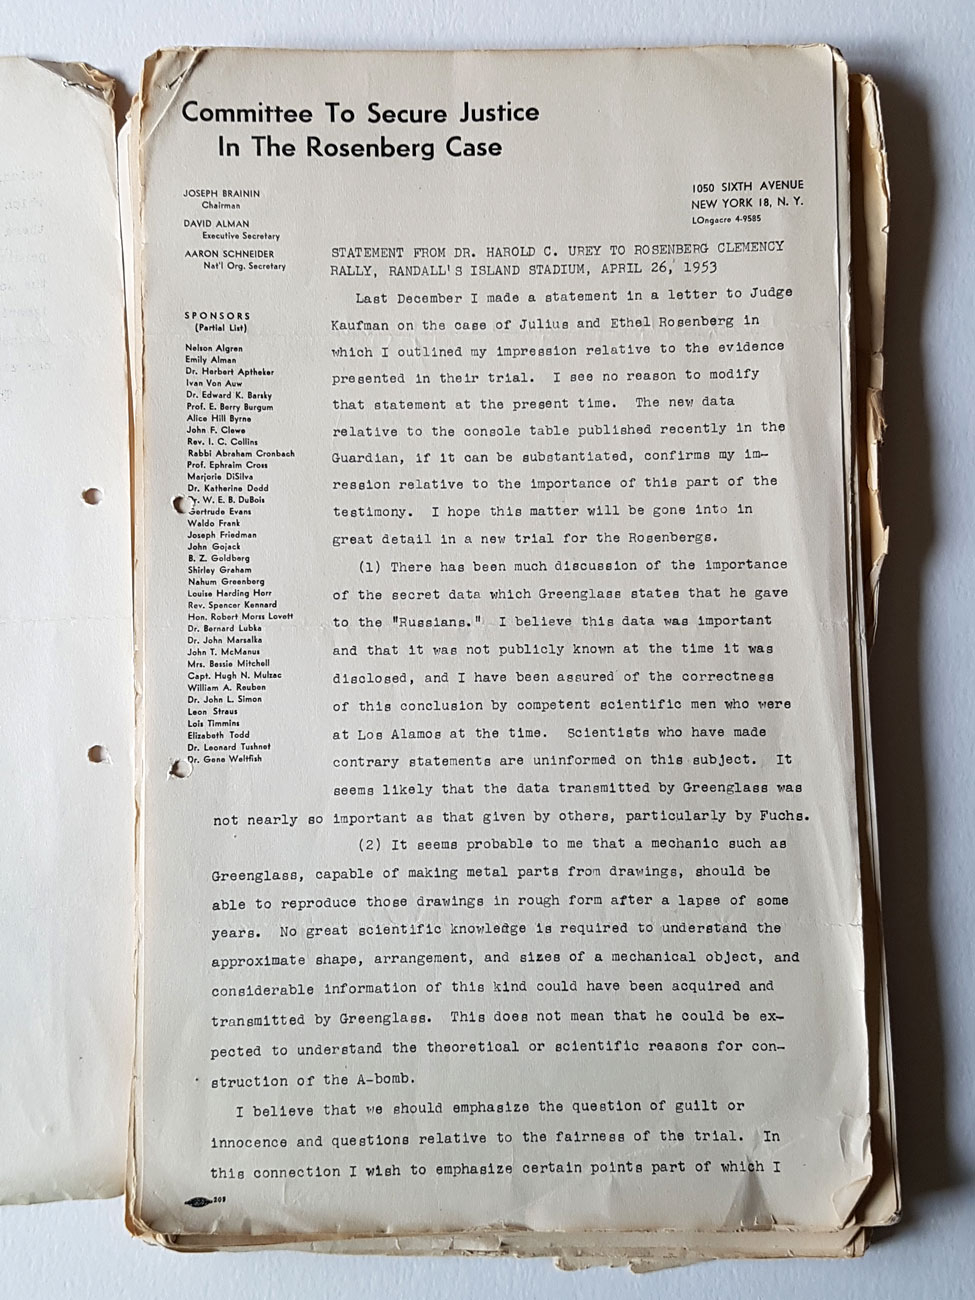 Committee To Secure Justice
In The Rosenberg Case
JOSEPH BRAININ
Chairman
DAVID ALMAN
Executive Secretary
AARON SCHNEIDER
Nat'l Org. Secretary
1050 SIXTH AVENUE
NEW YORK 18, N. Y.
LOngacre 4-9585
SPONSORS
(Partial List)
Nelson Algren
Emily Alman
Dr. Herbert Aptheker
Ivan Von Auw
Dr. Edward K. Barsky
Prof. E. Berry Burgum
Alice Hill Byrne
John F. Clewe
Rev. I. C. Collins
Rabbi Abraham Cronbach
Prof. Ephraim Cross
Marjorie DiSilva
Dr. Katherine Dodd
Dr. W. E. B. DuBois
Gertrude Evans
Waldo Frank
Joseph Friedman
John Gojack
B. Z. Goldberg
Shirley Graham
Nahum Greenberg
Louise Harding Horr
Rev. Spencer Kennard
Hon. Robert Morss Lovett
Dr. Bernard Lubka
Dr. John Marsalka
John T. McManus
Mrs. Bessie Mitchell
Capt. Hugh N. Mulzac
William A. Reuben
Dr. John L. Simon
Leon Straus
Lois Timmins
Elizabeth Todd
Dr. Leonard Tushnet
Dr. Gene Weltfish
STATEMENT FROM DR. HAROLD C. UREY TO ROSENBERG CLEMENCY
RALLY, RANDALL'S ISLAND STADIUM, APRIL 26, 1953
Last December I made a statement in a letter to Judge
Kaufman on the case of Julius and Ethel Rosenberg in
which I outlined my impression relative to the evidence
presented in their trial. I see no reason to modify
that statement at the present time. The new data
relative to the console table published recently in the
Guardian, if it can be substantiated, confirms my im-
ression relative to the importance of this part of the
testimony. I hope this matter will be gone into in
great detail in a new trial for the Rosenbergs.
(1) There has been much discussion of the importance
of the secret data which Greenglass states that he gave
to the "Russians." I believe this data was important
and that it was not publicly known at the time it was
disclosed, and I have been assured of the correctness
of this conclusion by competent scientific men who were
at Los Alamos at the time. Scientists who have made
contrary statements are uninformed on this subject. It
seems likely that the data transmitted by Greenglass was
not nearly so important as that given by others, particularly by Fuchs.
(2) It seems probable to me that a mechanic such as
Greenglass, capable of making metal parts from drawings, should be
able to reproduce those drawings in rough form after a lapse of some
years. No great scientific knowledge is required to understand the
approximate shape, arrangement, and sizes of a mechanical object, and
considerable information of this kind could have been acquired and
transmitted by Greenglass. This does not mean that he could be ex-
pected to understand the theoretical or scientific reasons for con-
struction of the A-bomb.
I believe that we should emphasize the question of guilt or
innocence and questions relative to the fairness of the trial. In
this connection I wish to emphasize certain points part of which I
209